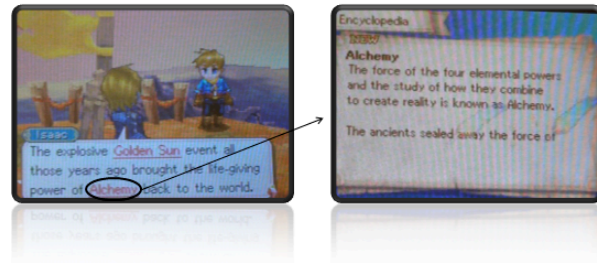 Isaac
The explosive Golden Sun event all
those years ago brought the life-giving
power of Alchemy back to the world.
Encyclopedia
NEW
Alchemy
The force of the four elemental powers
and the study of how they combine
to create reality is known as Alchemy.
The ancients sealed away the force of